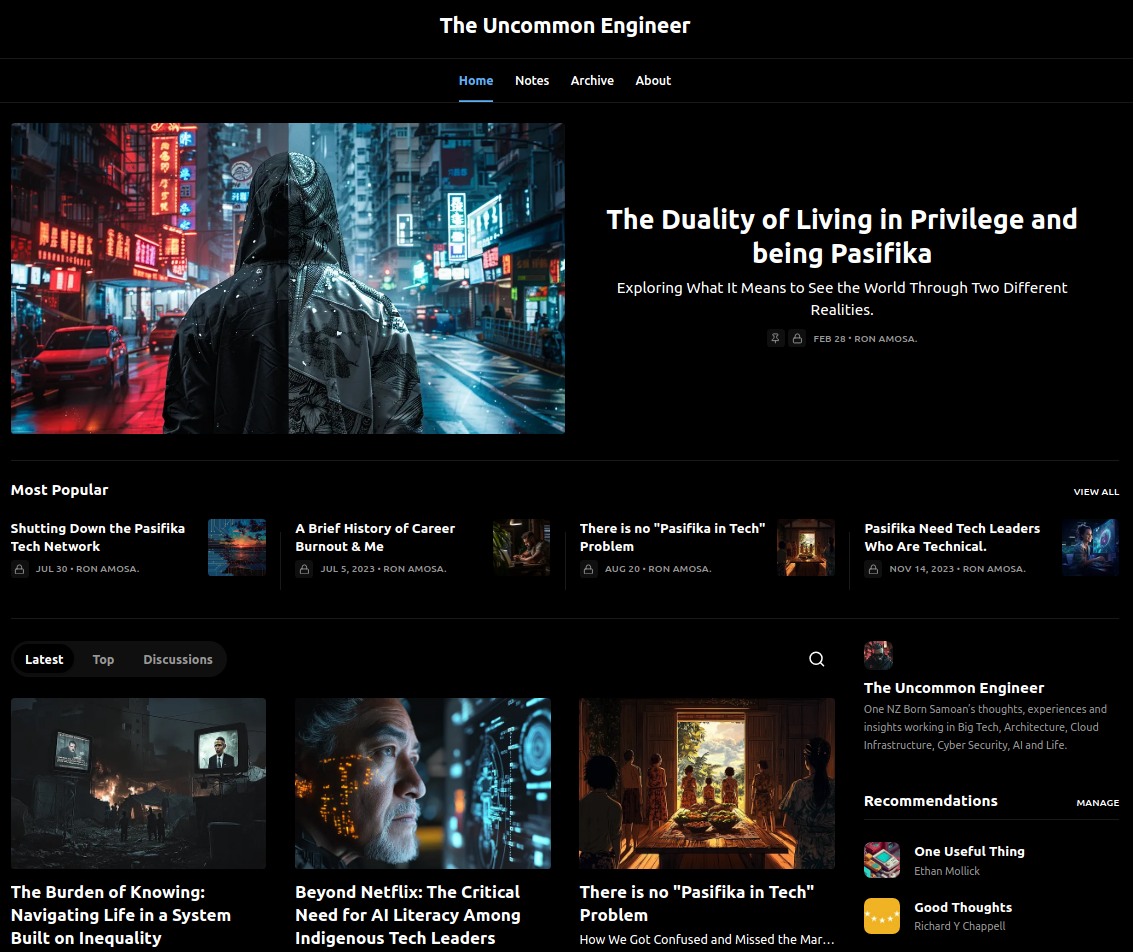 The Uncommon Engineer
Home Notes Archive About
The Duality of Living in Privilege and
being Pasifika
Exploring What It Means to See the World Through Two Different
Realities.
FEB 28 • RON AMOSA.
Most Popular
VIEW ALL
Shutting Down the Pasifika
Tech Network
JUL 30 • RON AMOSA.
A Brief History of Career
Burnout & Me
JUL 5, 2023 • RON AMOSA.
There is no "Pasifika in Tech"
Problem
AUG 20 • RON AMOSA.
Pasifika Need Tech Leaders
Who Are Technical.
NOV 14, 2023 • RON AMOSA.
Latest Top Discussions
The Burden of Knowing:
Navigating Life in a System
Built on Inequality
Beyond Netflix: The Critical
Need for AI Literacy Among
Indigenous Tech Leaders
There is no "Pasifika in Tech"
Problem
How We Got Confused and Missed the Mar…
The Uncommon Engineer
One NZ Born Samoan's thoughts, experiences and
insights working in Big Tech, Architecture, Cloud
Infrastructure, Cyber Security, AI and Life.
Recommendations
MANAGE
One Useful Thing
Ethan Mollick
Good Thoughts
Richard Y Chappell